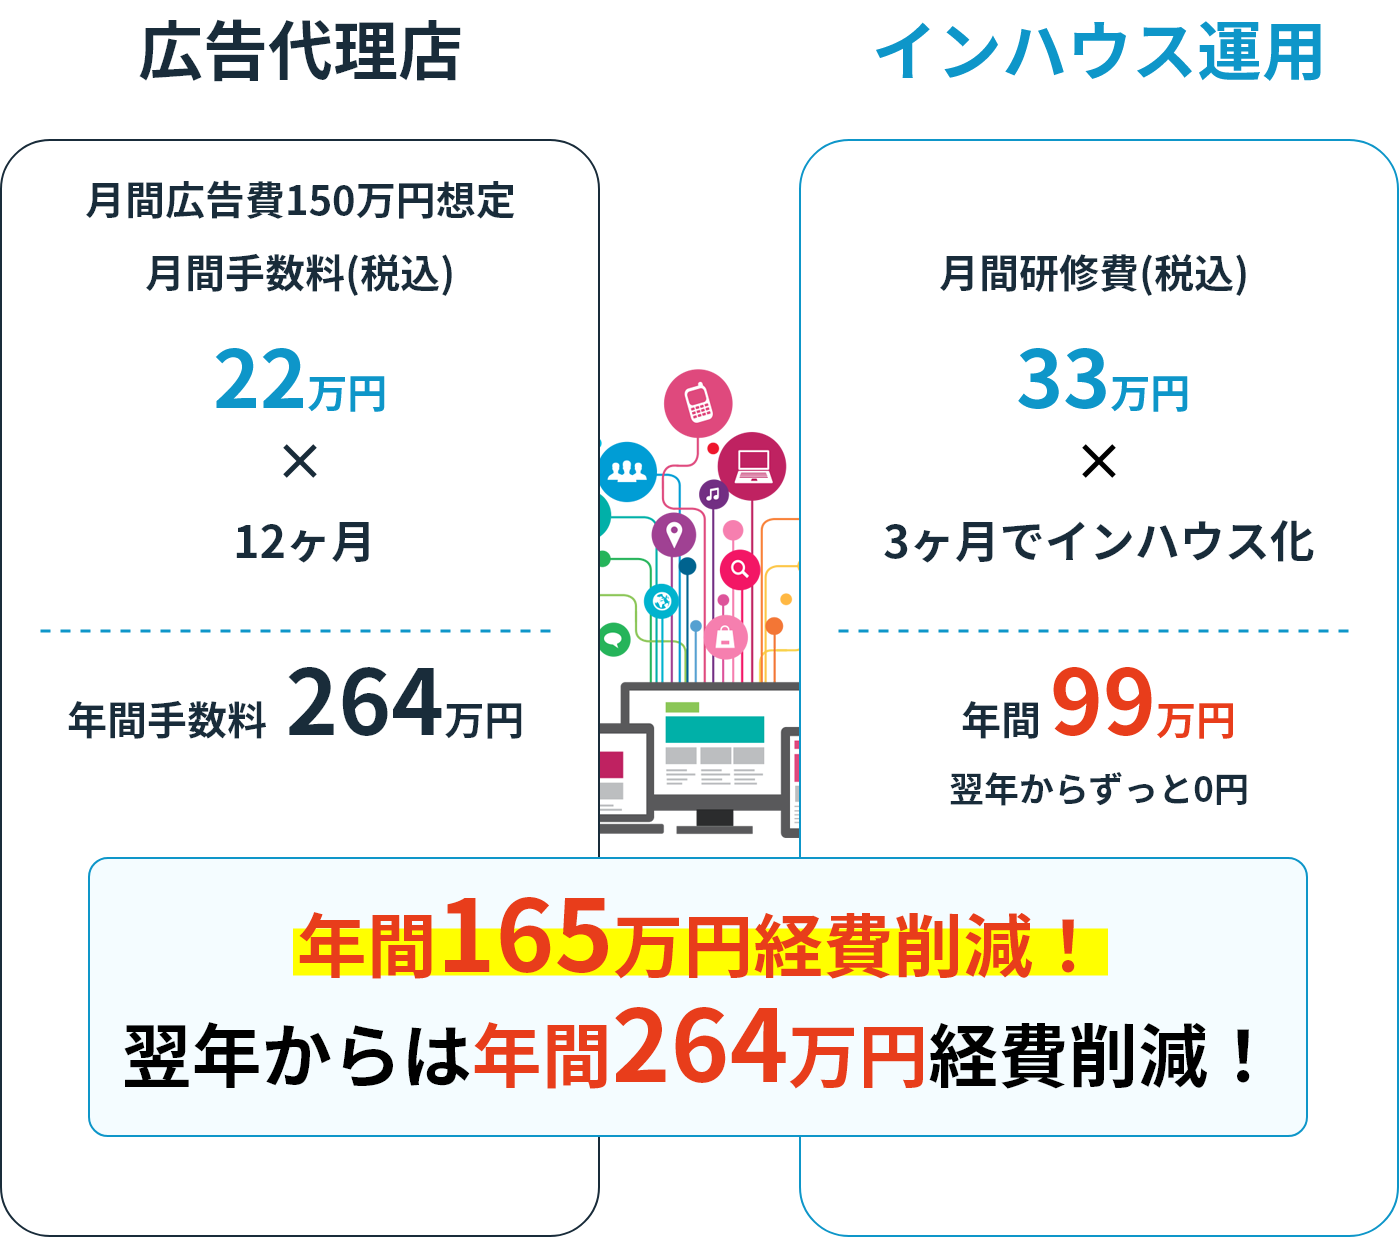 広告代理店
月間広告費150万円想定
月間手数料(税込)
22万円
×
12ヶ月
年間手数料 264万円
インハウス運用
月間研修費(税込)
33万円
×
3ヶ月でインハウス化
年間 99万円
翌年からずっと0円
年間165万円経費削減！
翌年からは年間264万円経費削減！